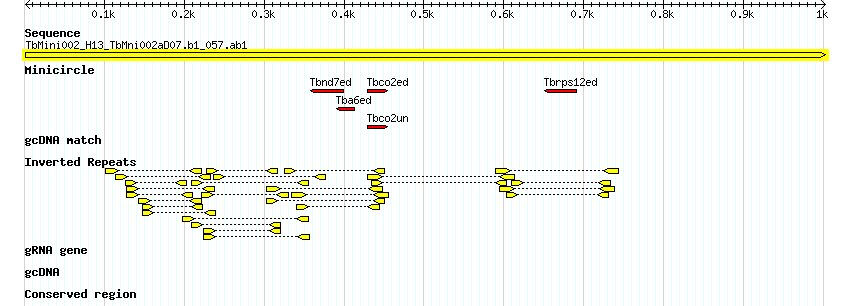 0.1k 0.2k 0.3k 0.4k 0.5k 0.6k 0.7k 0.8k 0.9k 1k
Sequence
TbMini002_H13_TbMni002aD07.b1_057.ab1
Minicircle
Tbnd7ed Tbco2ed Tbrps12ed
Tba6ed
Tbco2un
gcDNA match
Inverted Repeats
gRNA gene
gcDNA
Conserved region